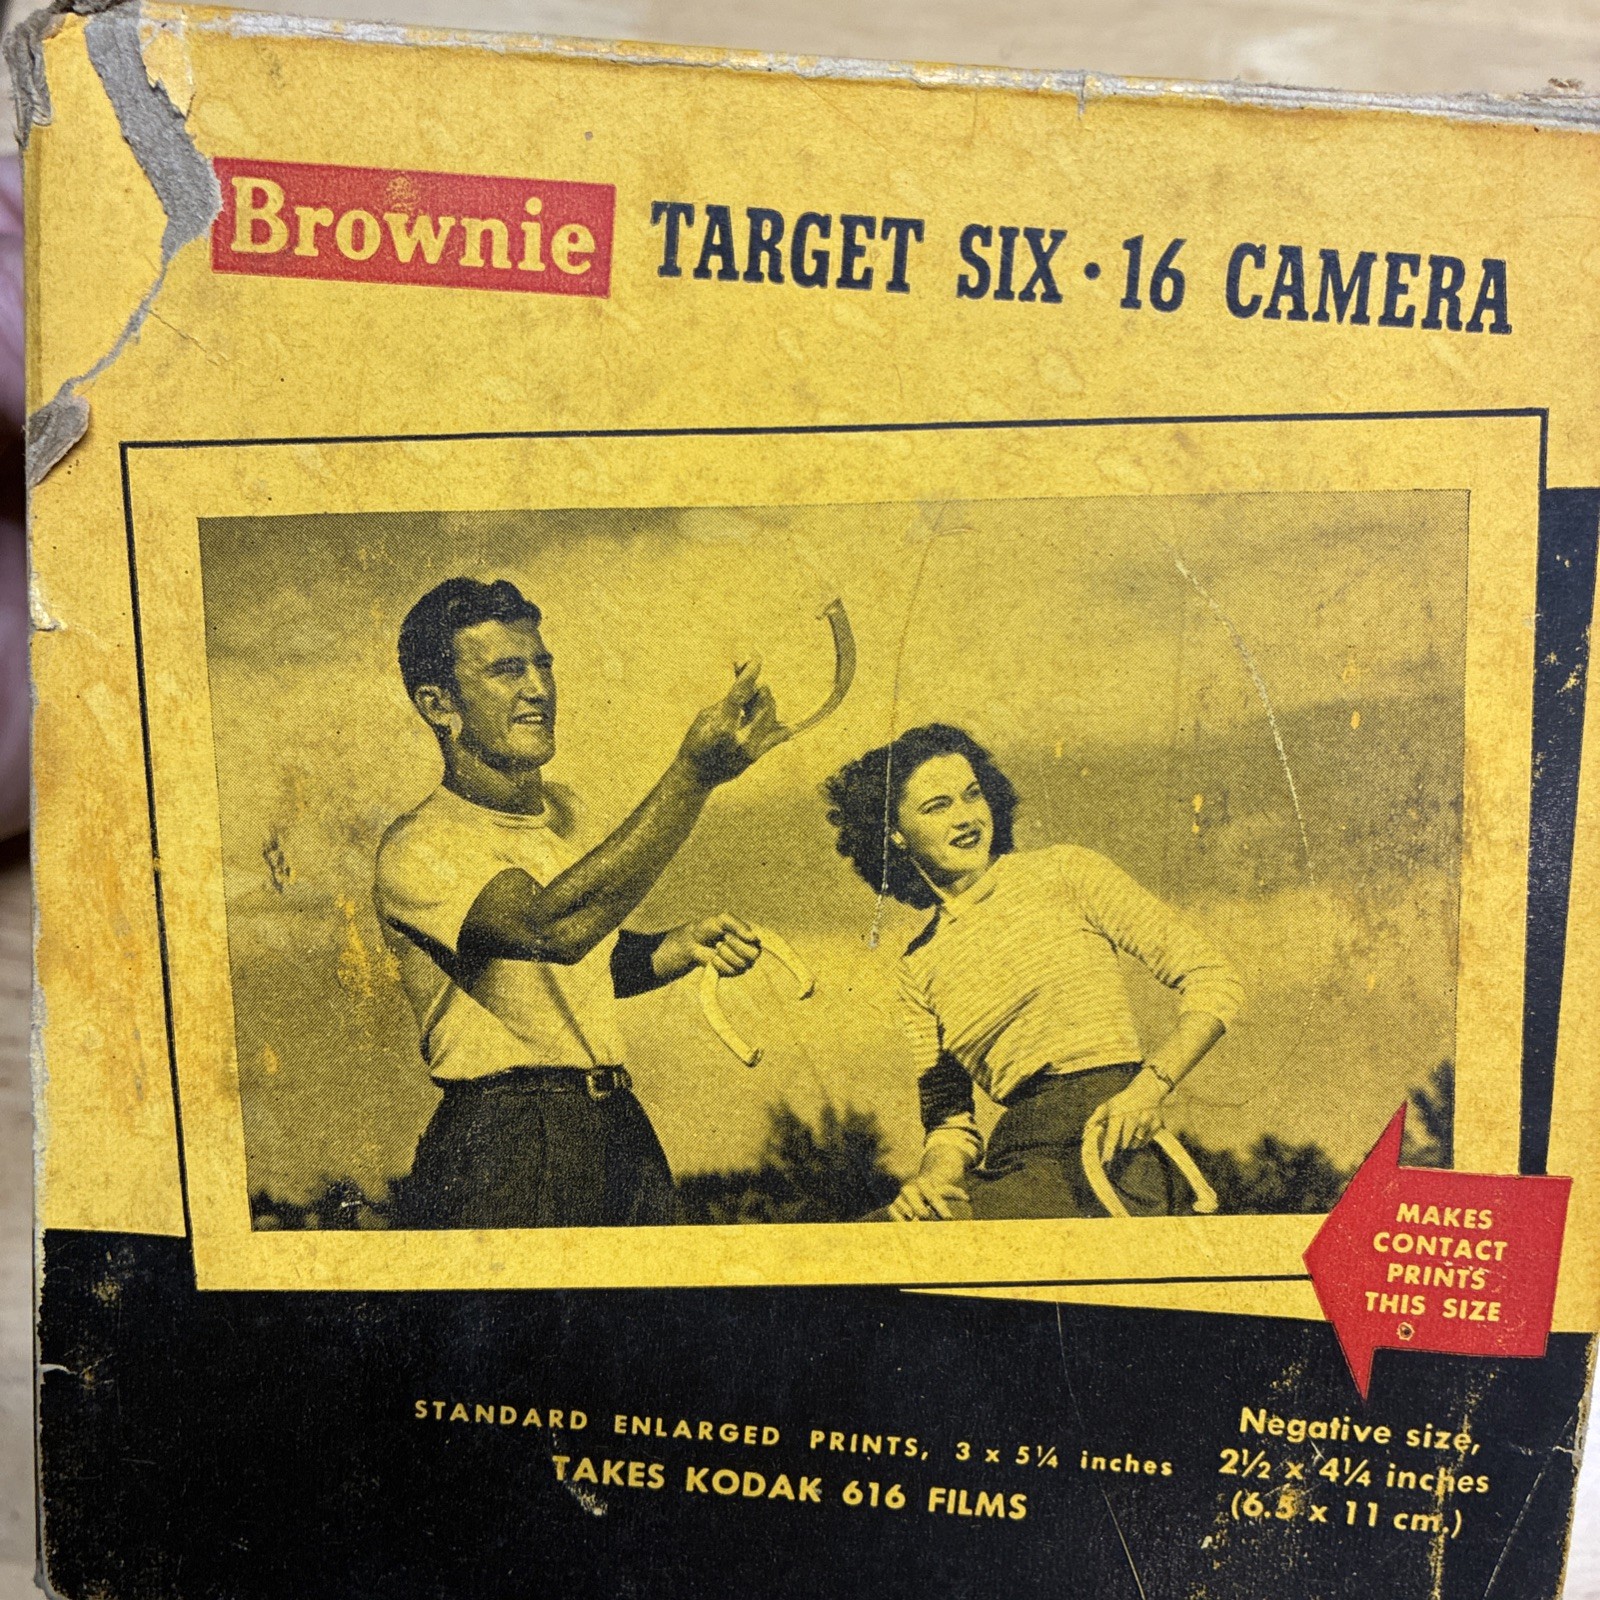 Brownie TARGET SIX·16 CAMERA
MAKES
CONTACT
PRINTS
THIS SIZE
STANDARD ENLARGED PRINTS, 3 x 5¼ inches
TAKES KODAK 616 FILMS
Negative size,
2½ x 4¼ inches
(6.5 x 11 cm.)